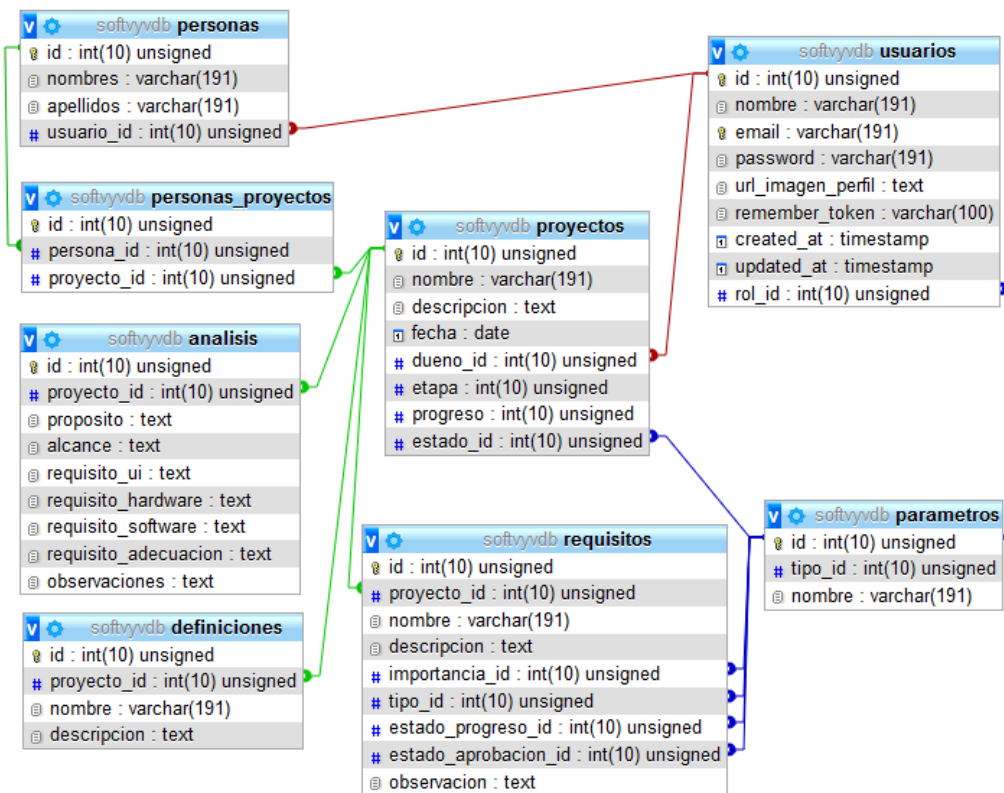 softvyvdb personas
id : int(10) unsigned
nombres : varchar(191)
apellidos : varchar(191)
# usuario_id : int(10) unsigned
softvyvdb personas_proyectos
id : int(10) unsigned
# persona_id : int(10) unsigned
# proyecto_id : int(10) unsigned
softvyvdb analisis
id : int(10) unsigned
# proyecto_id : int(10) unsigned
proposito : text
alcance : text
requisito_ui : text
requisito_hardware : text
requisito_software : text
requisito_adecuacion : text
observaciones : text
softvyvdb definiciones
id : int(10) unsigned
# proyecto_id : int(10) unsigned
nombre : varchar(191)
descripcion : text
softvyvdb proyectos
id : int(10) unsigned
nombre : varchar(191)
descripcion : text
fecha : date
# dueno_id : int(10) unsigned
# etapa : int(10) unsigned
# progreso : int(10) unsigned
# estado_id : int(10) unsigned
softvyvdb requisitos
id : int(10) unsigned
# proyecto_id : int(10) unsigned
nombre : varchar(191)
descripcion : text
# importancia_id : int(10) unsigned
# tipo_id : int(10) unsigned
# estado_progreso_id : int(10) unsigned
# estado_aprobacion_id : int(10) unsigned
observacion : text
softvyvdb usuarios
id : int(10) unsigned
nombre : varchar(191)
email : varchar(191)
password : varchar(191)
url_imagen_perfil : text
remember_token : varchar(100)
created_at : timestamp
updated_at : timestamp
# rol_id : int(10) unsigned
softvyvdb parametros
id : int(10) unsigned
# tipo_id : int(10) unsigned
nombre : varchar(191)